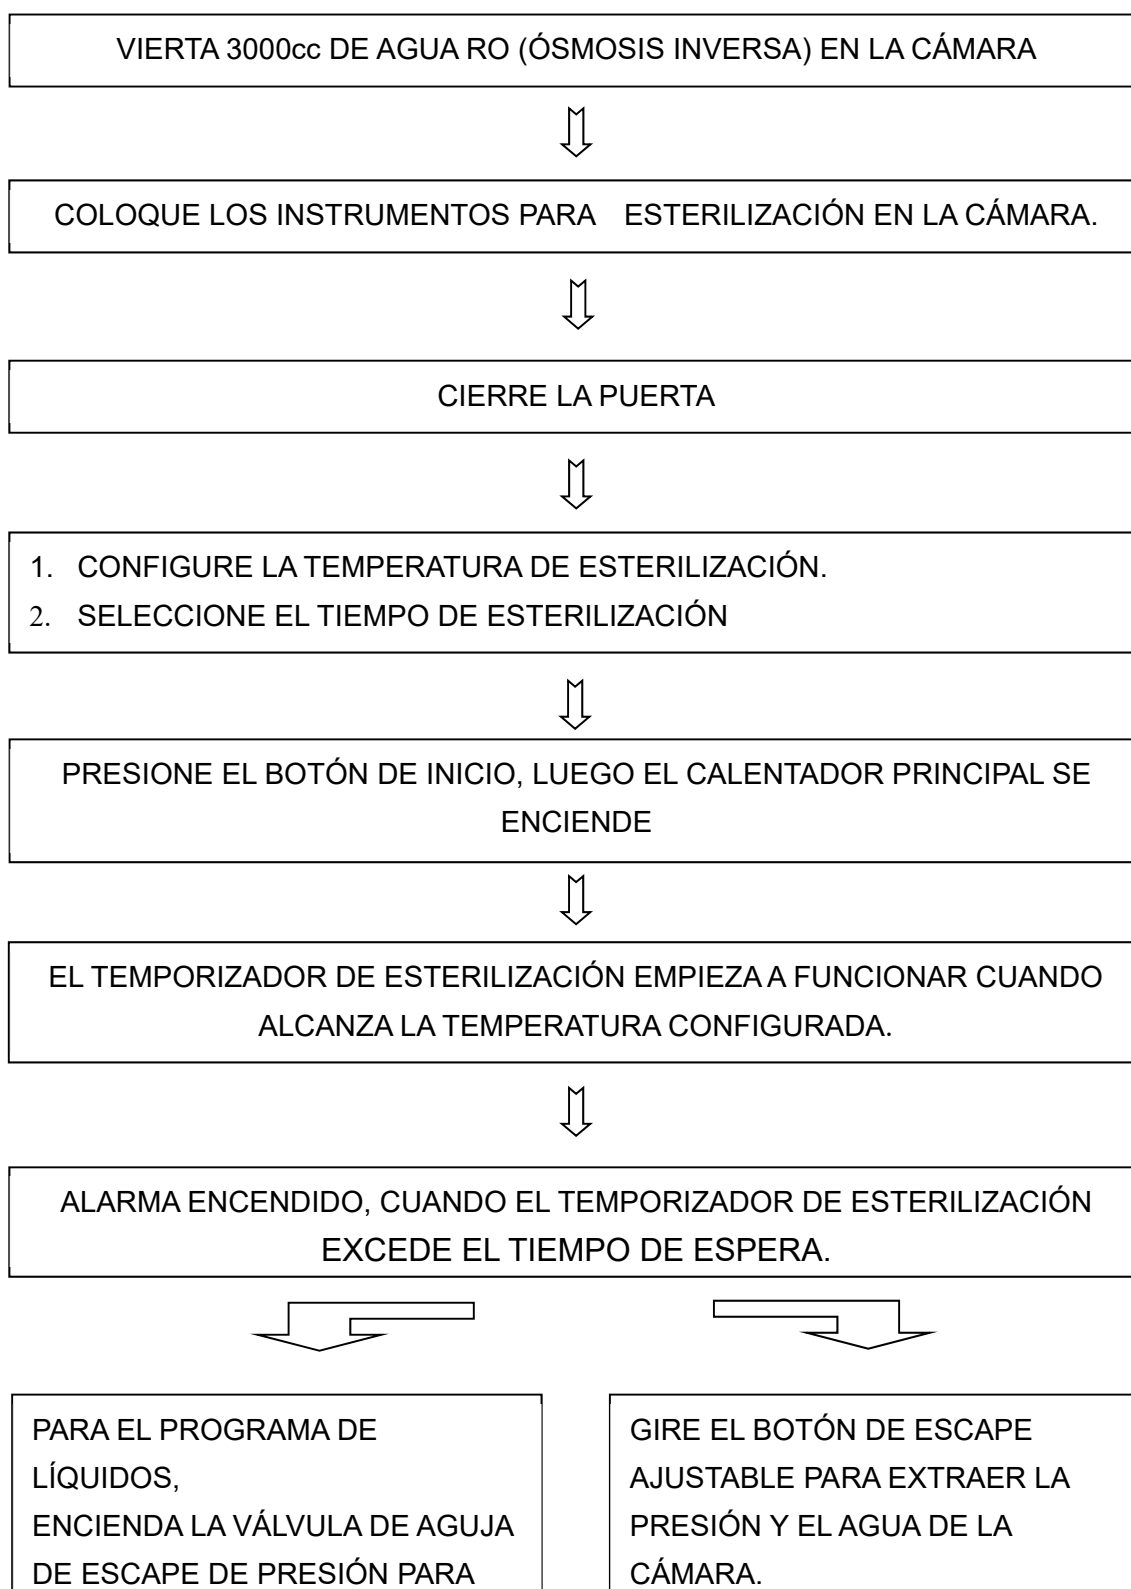 VIERTA 3000cc DE AGUA RO (ÓSMOSIS INVERSA) EN LA CÁMARA
COLOQUE LOS INSTRUMENTOS PARA ESTERILIZACIÓN EN LA CÁMARA.
CIERRE LA PUERTA
1. CONFIGURE LA TEMPERATURA DE ESTERILIZACIÓN.
2. SELECCIONE EL TIEMPO DE ESTERILIZACIÓN
PRESIONE EL BOTÓN DE INICIO, LUEGO EL CALENTADOR PRINCIPAL SE
ENCIENDE
EL TEMPORIZADOR DE ESTERILIZACIÓN EMPIEZA A FUNCIONAR CUANDO
ALCANZA LA TEMPERATURA CONFIGURADA.
ALARMA ENCENDIDO, CUANDO EL TEMPORIZADOR DE ESTERILIZACIÓN
EXCEDE EL TIEMPO DE ESPERA.
PARA EL PROGRAMA DE
LÍQUIDOS,
ENCIENDA LA VÁLVULA DE AGUJA
DE ESCAPE DE PRESIÓN PARA
GIRE EL BOTÓN DE ESCAPE
AJUSTABLE PARA EXTRAER LA
PRESIÓN Y EL AGUA DE LA
CÁMARA.